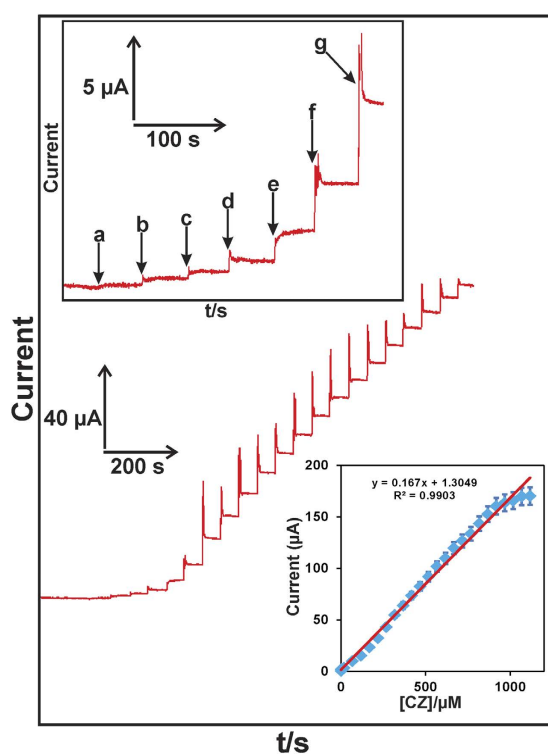 g
5 µA
f
100 s
Current
e
d
c
b
a
t/s
Current
40 µA
200 s
200
y = 0.167x + 1.3049
R² = 0.9903
150
Current (µA)
100
50
0
0
500
1000
[CZ]/µM
t/s